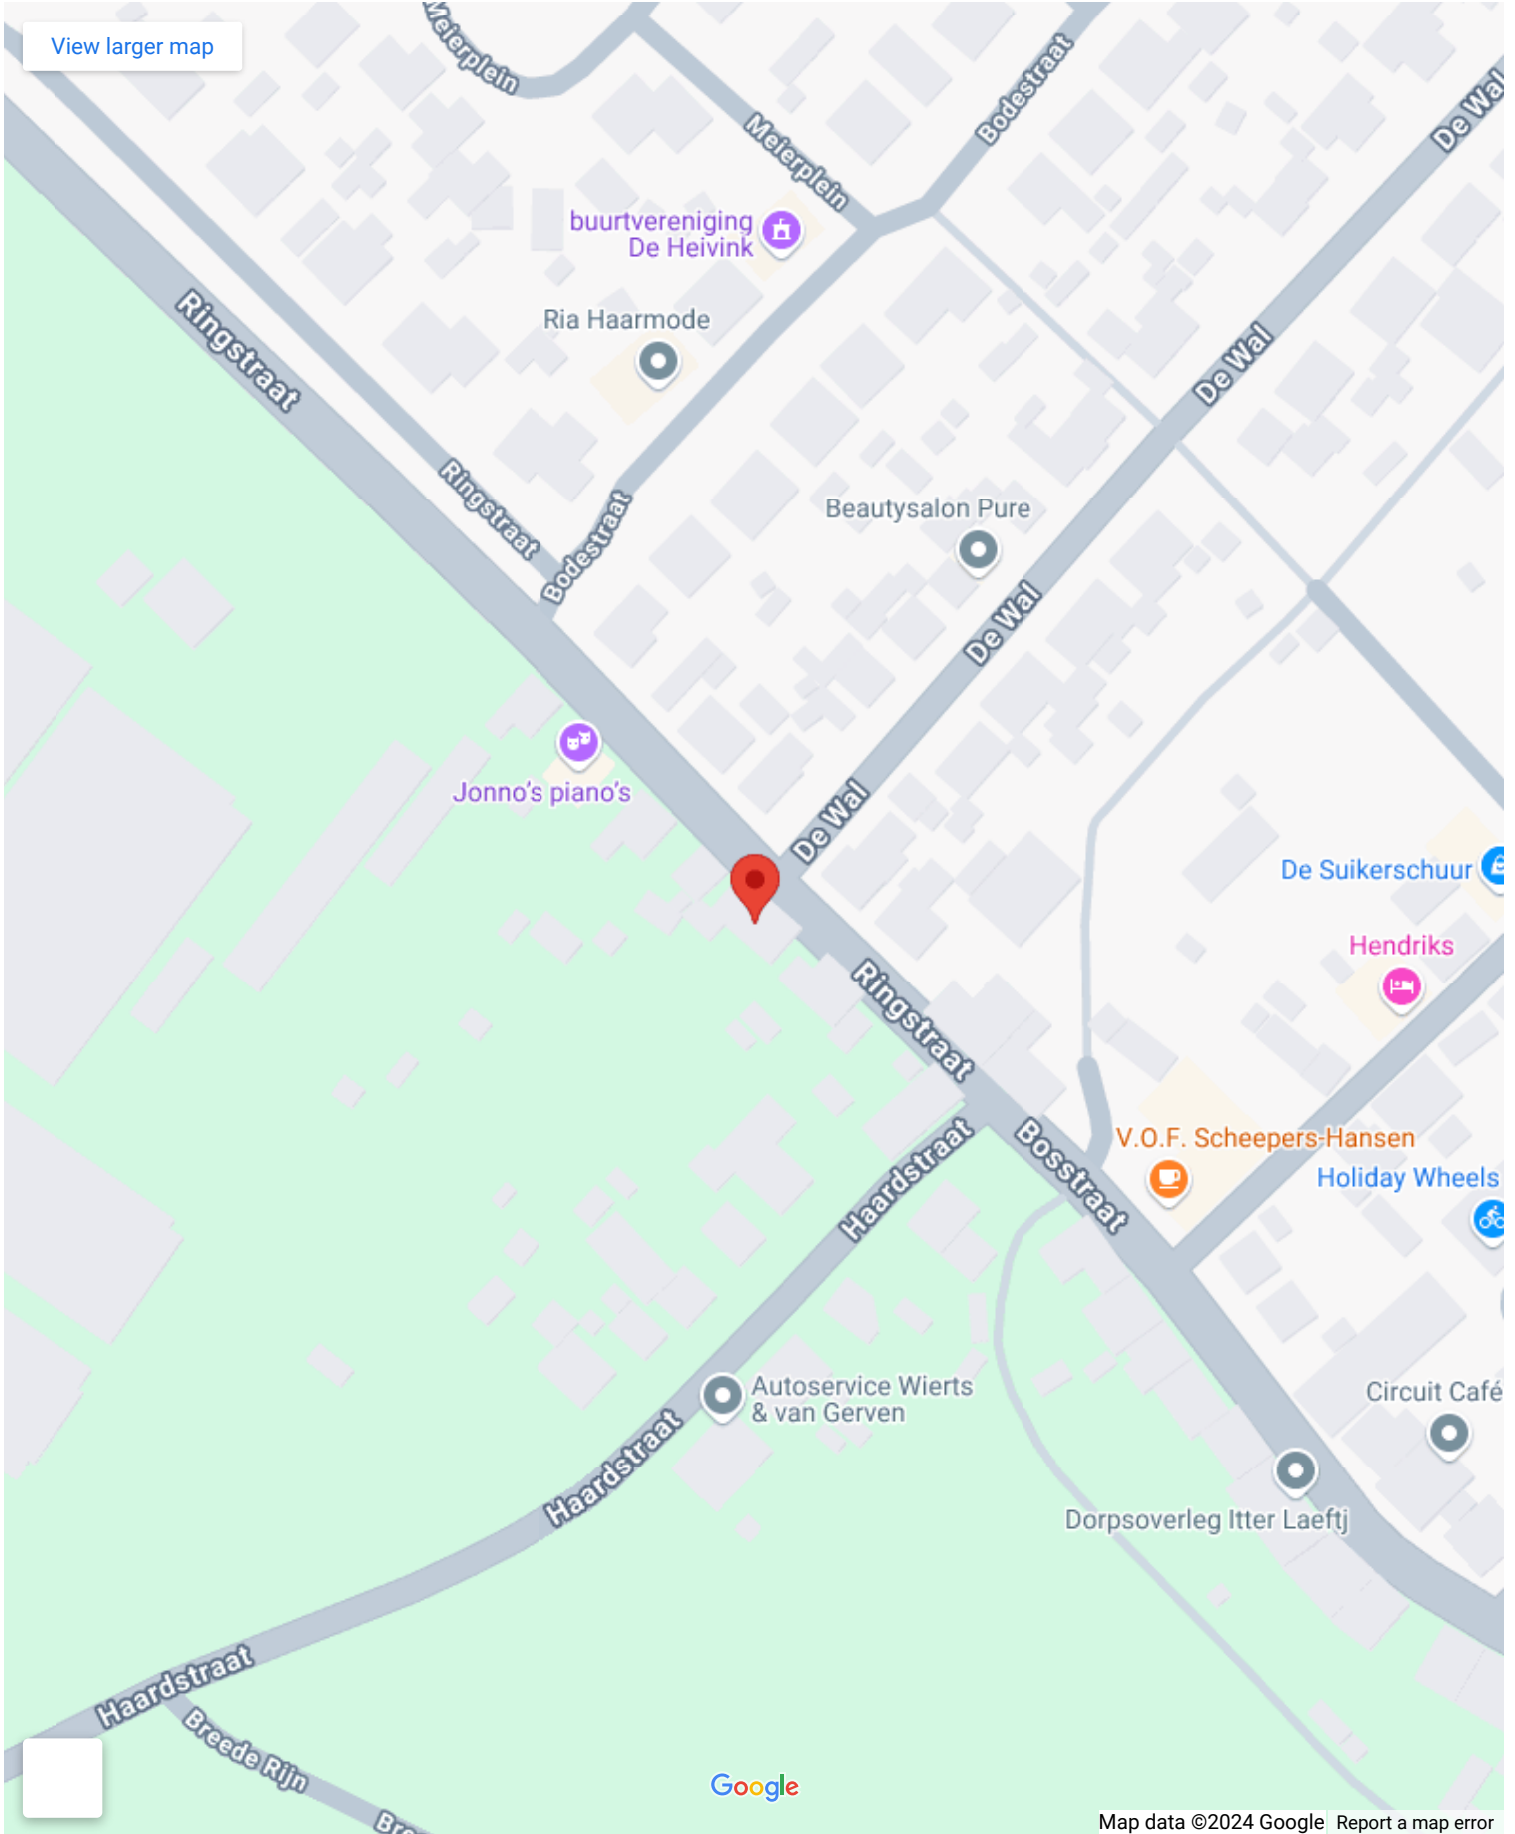 Meierplein
View larger map
Bodestraat
De Wal
Meierplein
buurtvereniging
De Heivink
Ria Haarmode
Ringstraat
De Wal
Ringstraat
Beautysalon Pure
Bodestraat
De Wal
Jonno's piano's
De Wal
De Suikerschuur
Hendriks
Ringstraat
V.O.F. Scheepers-Hansen
Bosstraat
Haardstraat
Holiday Wheels
Autoservice Wierts
& van Gerven
Circuit Café
Haardstraat
Dorpsoverleg Itter Laeftj
Haardstraat
Breede Rijn
Google
Bre
Map data ©2024 Google
Report a map error